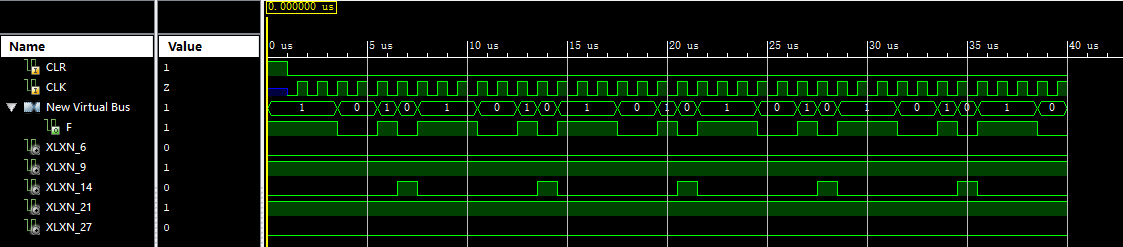 0.000000 us
Name Value 0 us 5 us 10 us 15 us 20 us 25 us 30 us 35 us 40 us
CLR 1
CLK Z
New Virtual Bus 1 1 0 1 0 1 0 1 0 1 0 1 0 1 0 1 0 1 0 1 0 1 0
F 1
XLXN_6 0
XLXN_9 1
XLXN_14 0
XLXN_21 1
XLXN_27 0